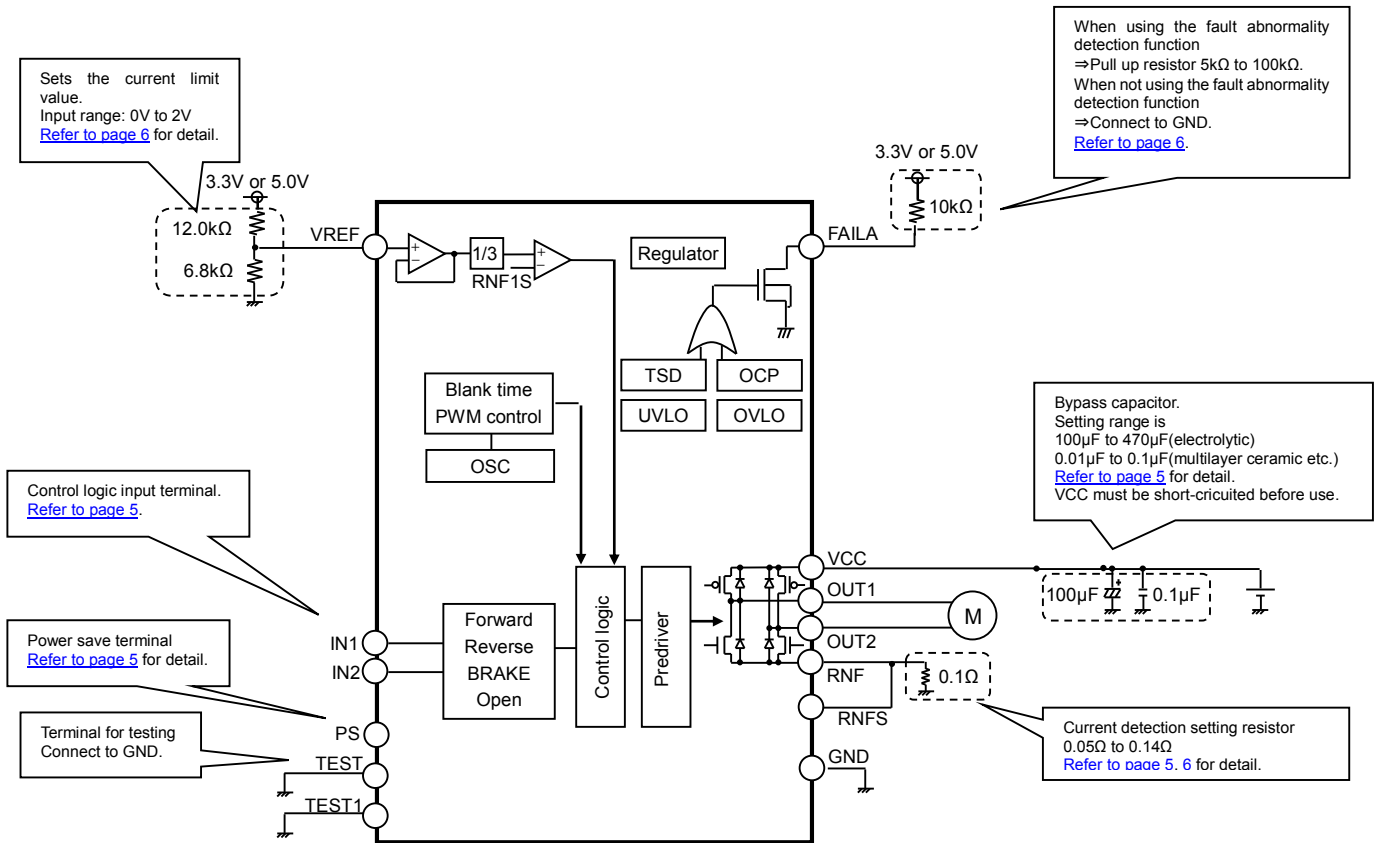 When using the fault abnormality
detection function
⇒Pull up resistor 5kΩ to 100kΩ.
When not using the fault abnormality
detection function
⇒Connect to GND.
Refer to page 6.
Sets the current limit
value.
Input range: 0V to 2V
Refer to page 6 for detail.
3.3V or 5.0V
12.0kΩ
6.8kΩ
VREF
1/3
RNF1S
Regulator
3.3V or 5.0V
10kΩ
FAILA
TSD
OCP
UVLO
OVLO
Blank time
PWM control
OSC
Bypass capacitor.
Setting range is
100µF to 470µF(electrolytic)
0.01µF to 0.1µF(multilayer ceramic etc.)
Refer to page 5 for detail.
VCC must be short-cricuited before use.
Control logic input terminal.
Refer to page 5.
Power save terminal
Refer to page 5 for detail.
Terminal for testing
Connect to GND.
IN1
IN2
PS
TEST
TEST1
Forward
Reverse
BRAKE
Open
Control logic
Predriver
VCC
OUT1
OUT2
RNF
RNFS
GND
M
100µF
+
0.1µF
0.1Ω
Current detection setting resistor
0.05Ω to 0.14Ω
Refer to page 5, 6 for detail.